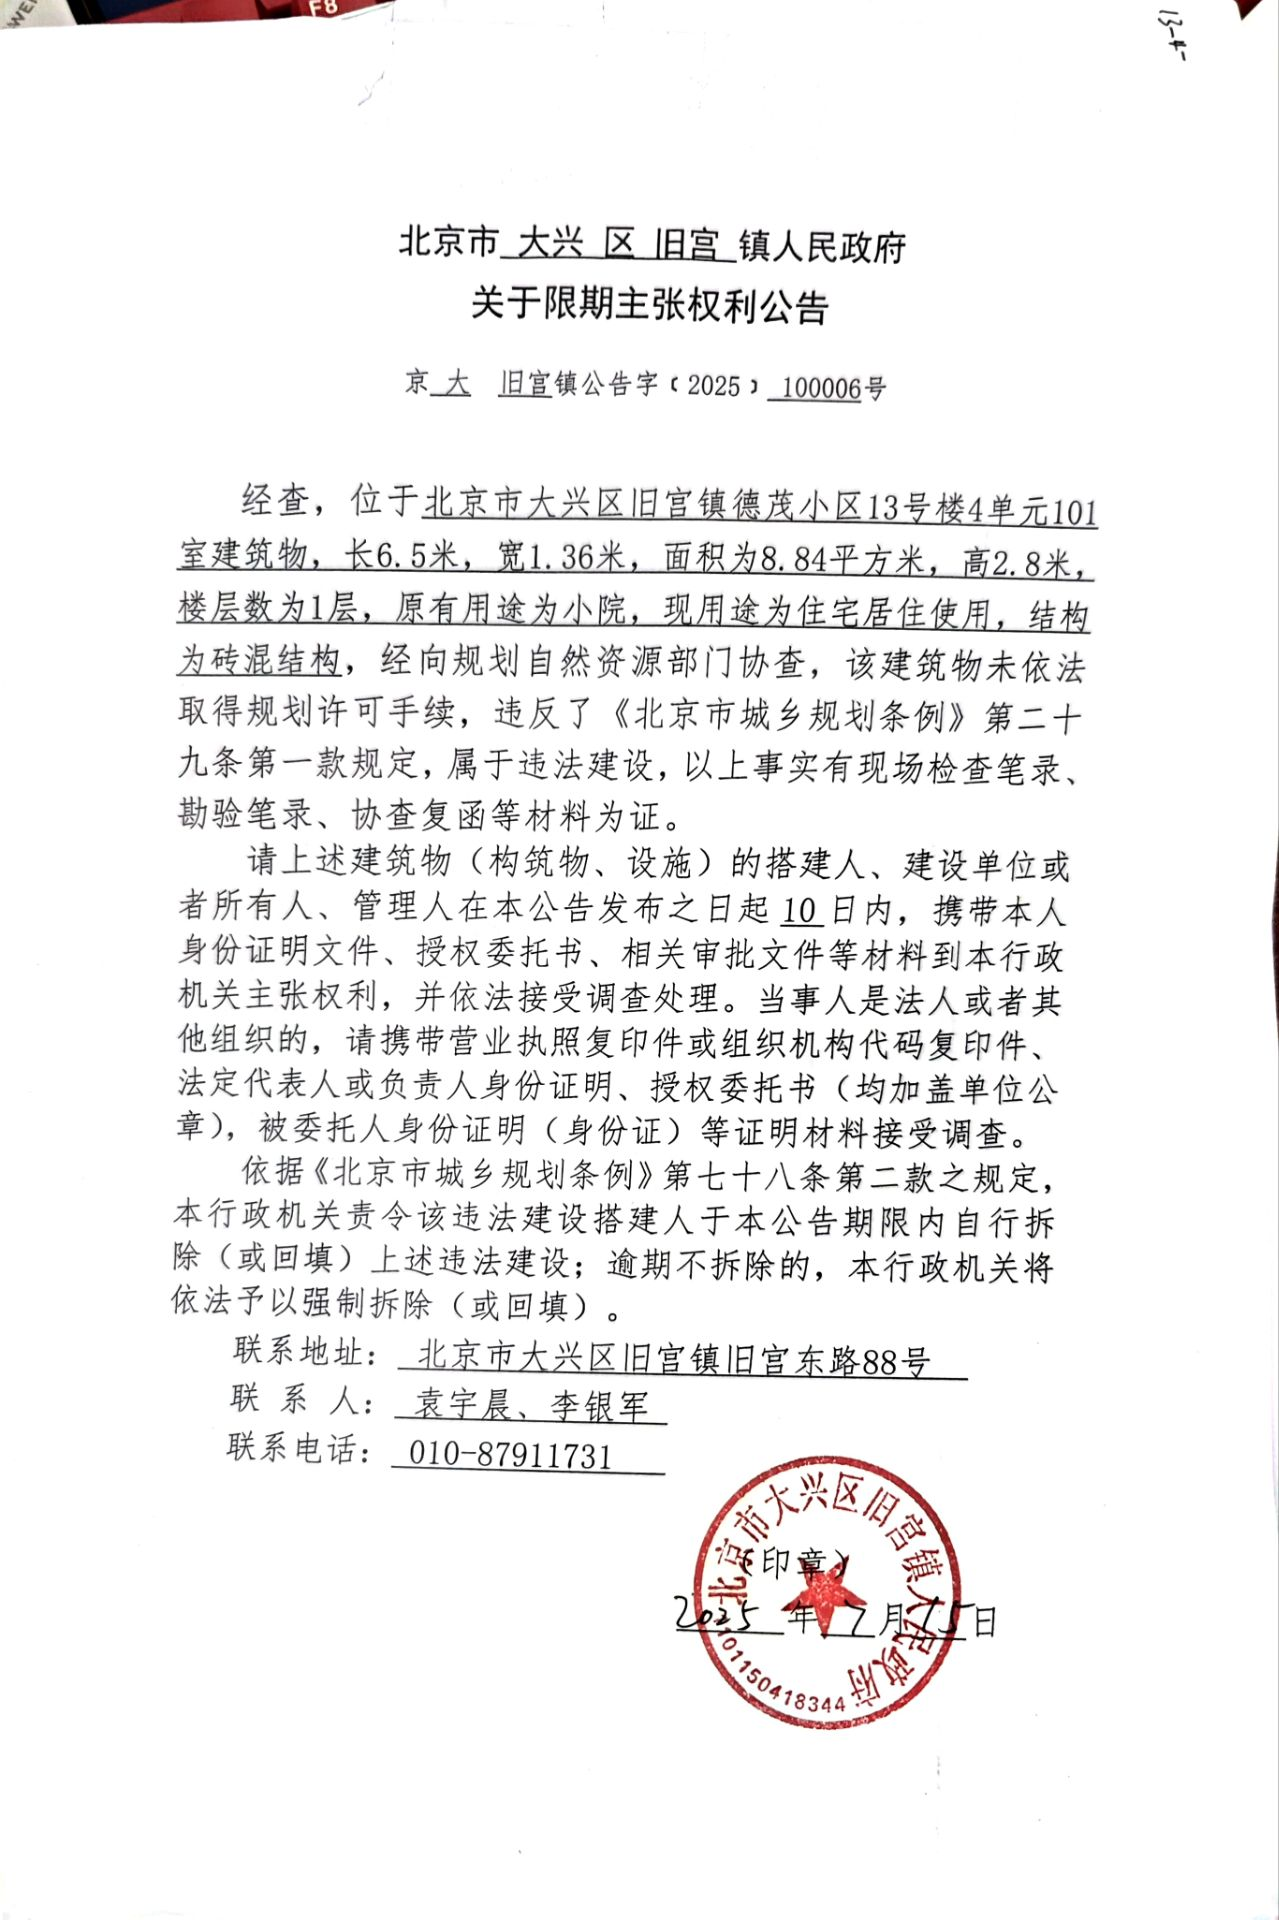 F8
13-4-
北京市 大兴 区 旧宫 镇人民政府
关于限期主张权利公告
京 大 旧宫镇公告字﹝2025﹞ 100006号
经查，位于北京市大兴区旧宫镇德茂小区13号楼4单元101
室建筑物，长6.5米，宽1.36米，面积为8.84平方米，高2.8米，
楼层数为1层，原有用途为小院，现用途为住宅居住使用，结构
为砖混结构，经向规划自然资源部门协查，该建筑物未依法
取得规划许可手续，违反了《北京市城乡规划条例》第二十
九条第一款规定，属于违法建设，以上事实有现场检查笔录、
勘验笔录、协查复函等材料为证。
请上述建筑物（构筑物、设施）的搭建人、建设单位或
者所有人、管理人在本公告发布之日起 10 日内，携带本人
身份证明文件、授权委托书、相关审批文件等材料到本行政
机关主张权利，并依法接受调查处理。当事人是法人或者其
他组织的，请携带营业执照复印件或组织机构代码复印件、
法定代表人或负责人身份证明、授权委托书（均加盖单位公
章），被委托人身份证明（身份证）等证明材料接受调查。
依据《北京市城乡规划条例》第七十八条第二款之规定，
本行政机关责令该违法建设搭建人于本公告期限内自行拆
除（或回填）上述违法建设；逾期不拆除的，本行政机关将
依法予以强制拆除（或回填）。
联系地址： 北京市大兴区旧宫镇旧宫东路88号
联 系 人： 袁宇晨、李银军
联系电话： 010-87911731
北京市大兴区旧宫镇人民政府
（印章）
2025 年 7 月 15 日
1101150418344